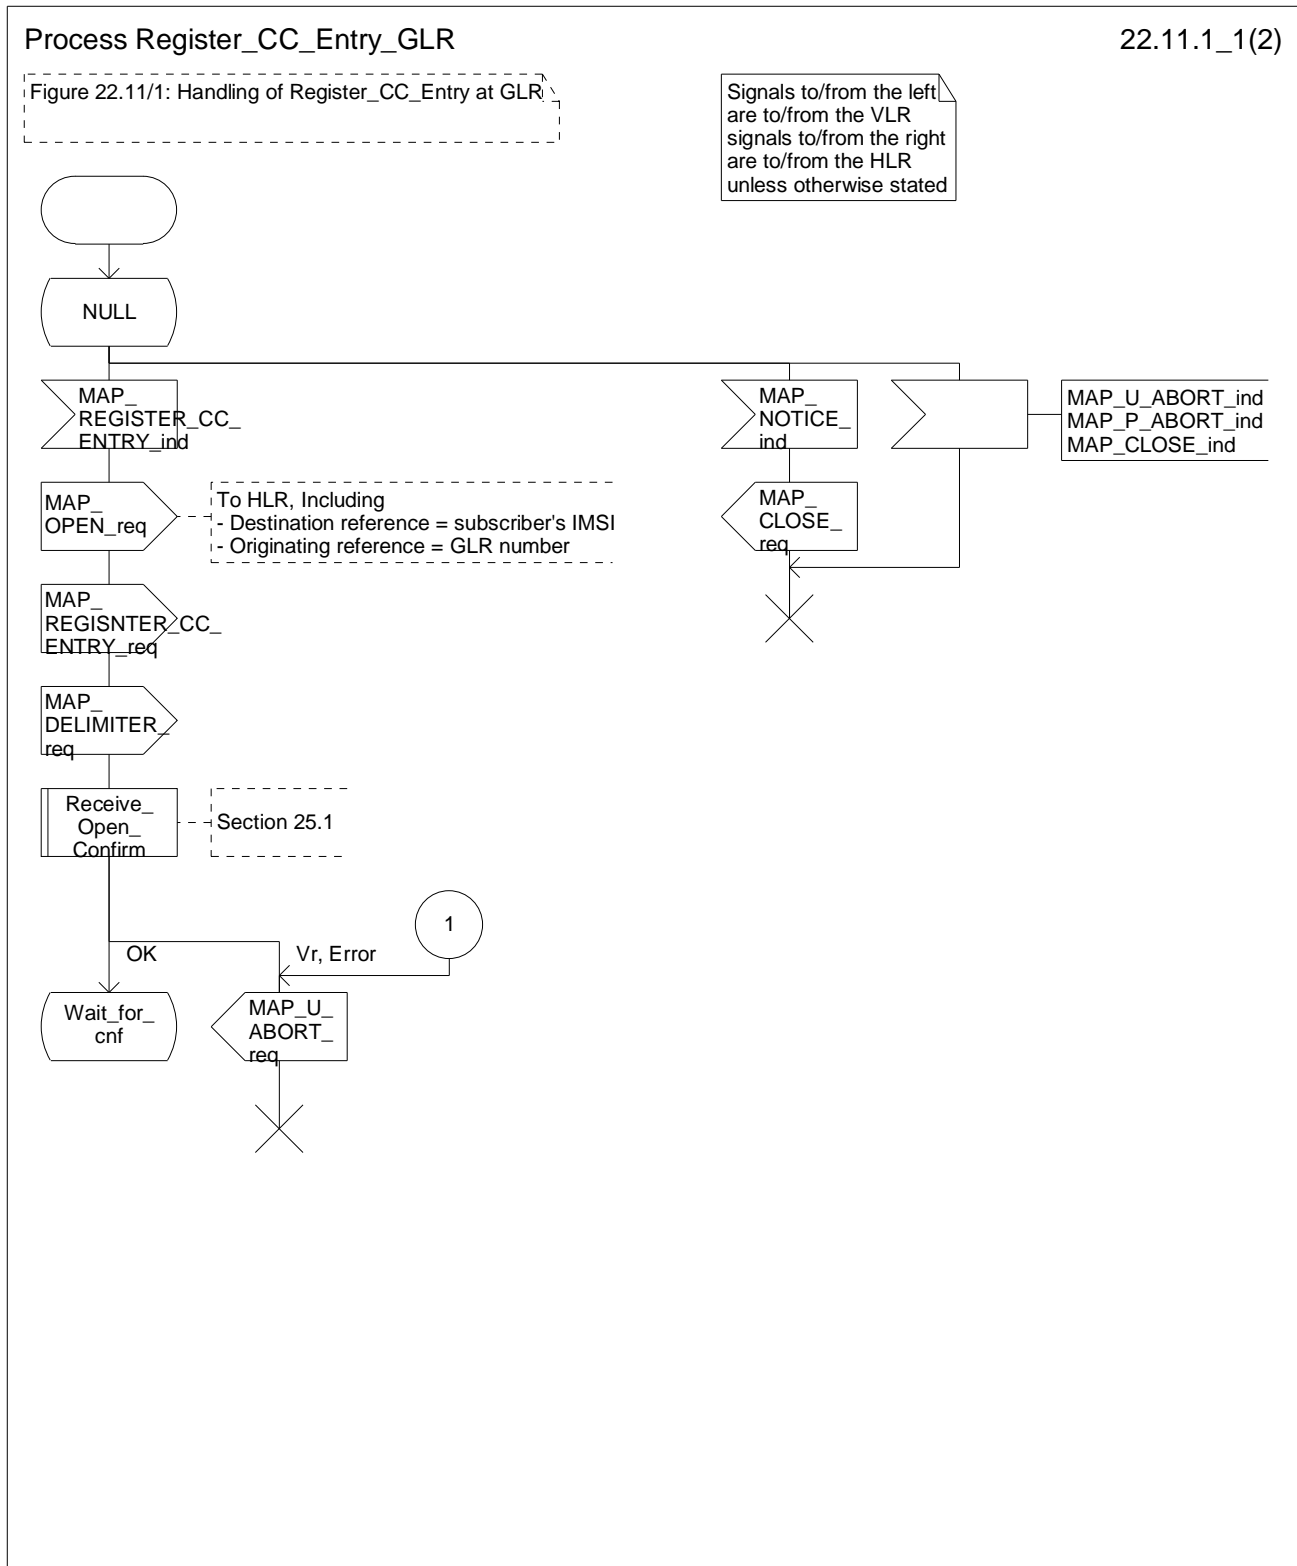 Process Register_CC_Entry_GLR
22.11.1_1(2)
Figure 22.11/1: Handling of Register_CC_Entry at GLR
Signals to/from the left
are to/from the VLR
signals to/from the right
are to/from the HLR
unless otherwise stated
NULL
MAP_
REGISTER_CC_
ENTRY_ind
MAP_
NOTICE_
ind
MAP_U_ABORT_ind
MAP_P_ABORT_ind
MAP_CLOSE_ind
MAP_
OPEN_req
To HLR, Including
- Destination reference = subscriber's IMSI
- Originating reference = GLR number
MAP_
CLOSE_
req
MAP_
REGISNTER_CC_
ENTRY_req
MAP_
DELIMITER_
req
Receive_
Open_
Confirm
Section 25.1
1
OK
Vr, Error
Wait_for_
cnf
MAP_U_
ABORT_
req